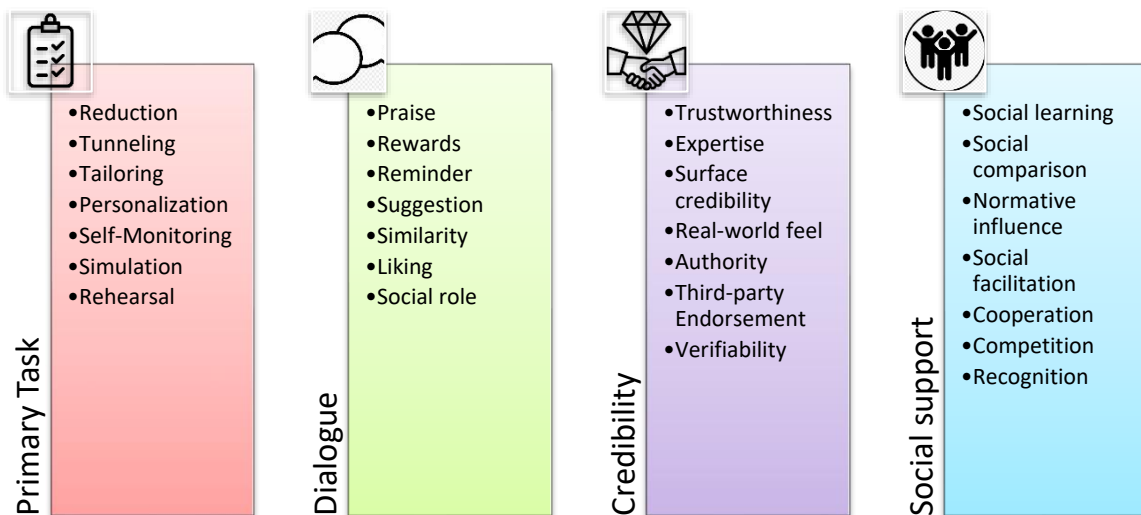 Primary Task
•Reduction
•Tunneling
•Tailoring
•Personalization
•Self-Monitoring
•Simulation
•Rehearsal
Dialogue
•Praise
•Rewards
•Reminder
•Suggestion
•Similarity
•Liking
•Social role
Credibility
•Trustworthiness
•Expertise
•Surface
credibility
•Real-world feel
•Authority
•Third-party
Endorsement
•Verifiability
Social support
•Social learning
•Social
comparison
•Normative
influence
•Social
facilitation
•Cooperation
•Competition
•Recognition